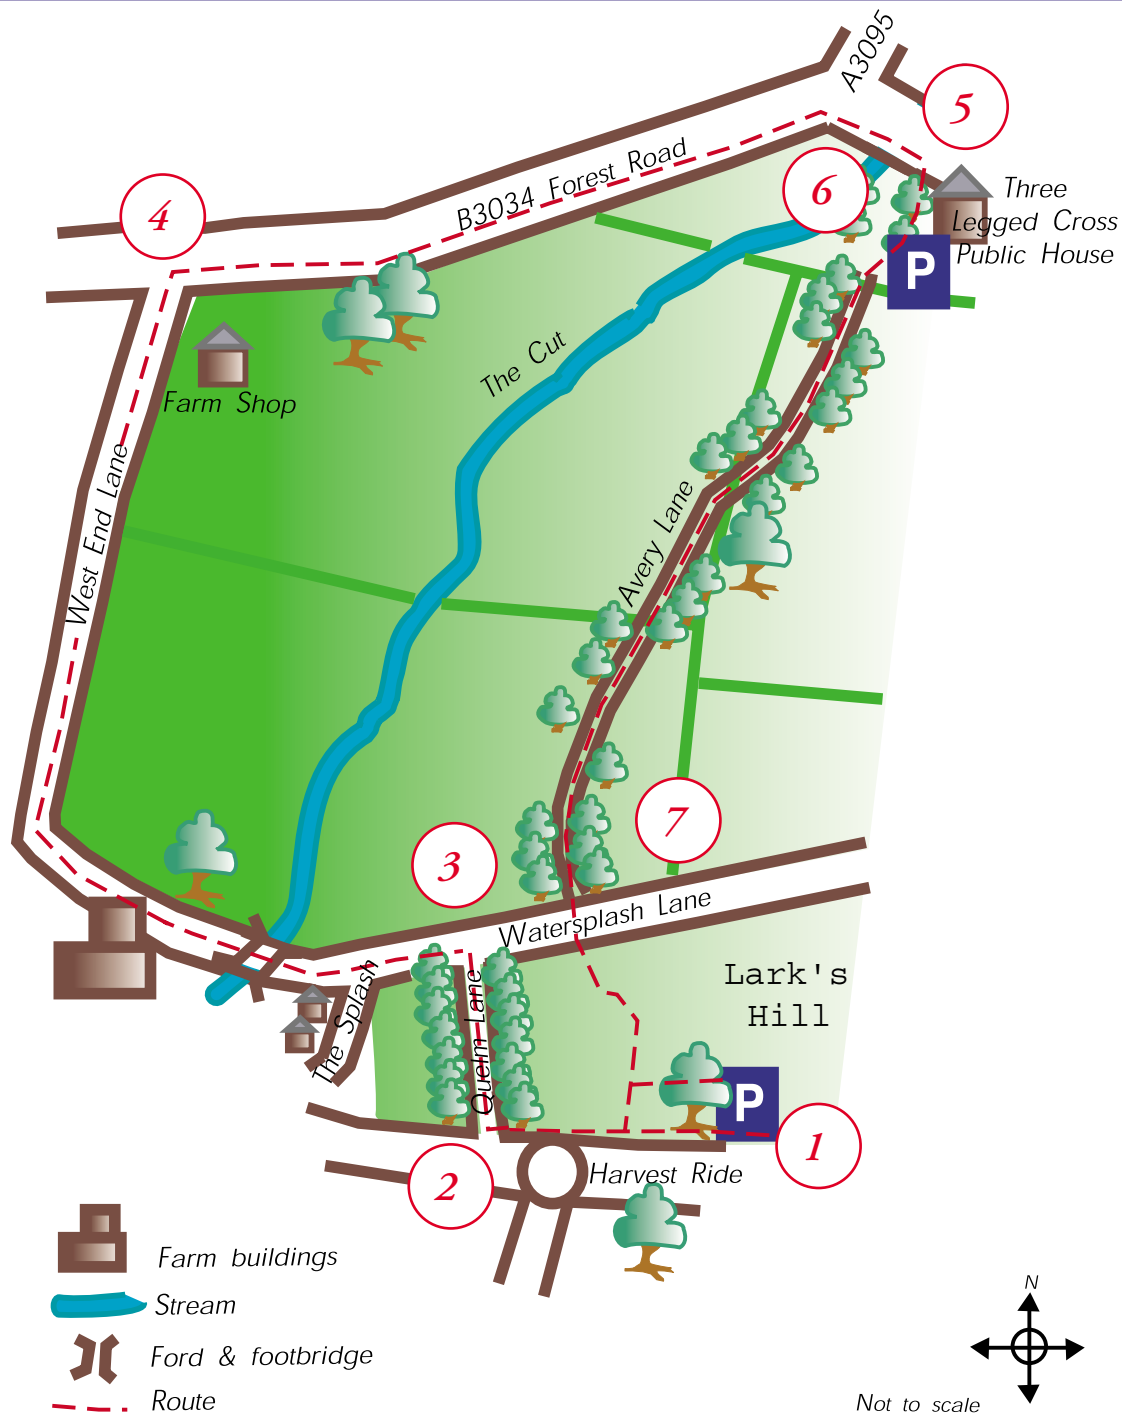 A3095
5
B3034 Forest Road
6
4
Three
Legged Cross
Public House
P
The Cut
Farm Shop
West End Lane
Avery Lane
7
3
Watersplash Lane
Lark's
Hill
The Splash
Quelm Lane
P
1
2
Harvest Ride
Farm buildings
Stream
Ford & footbridge
Route
N
Not to scale